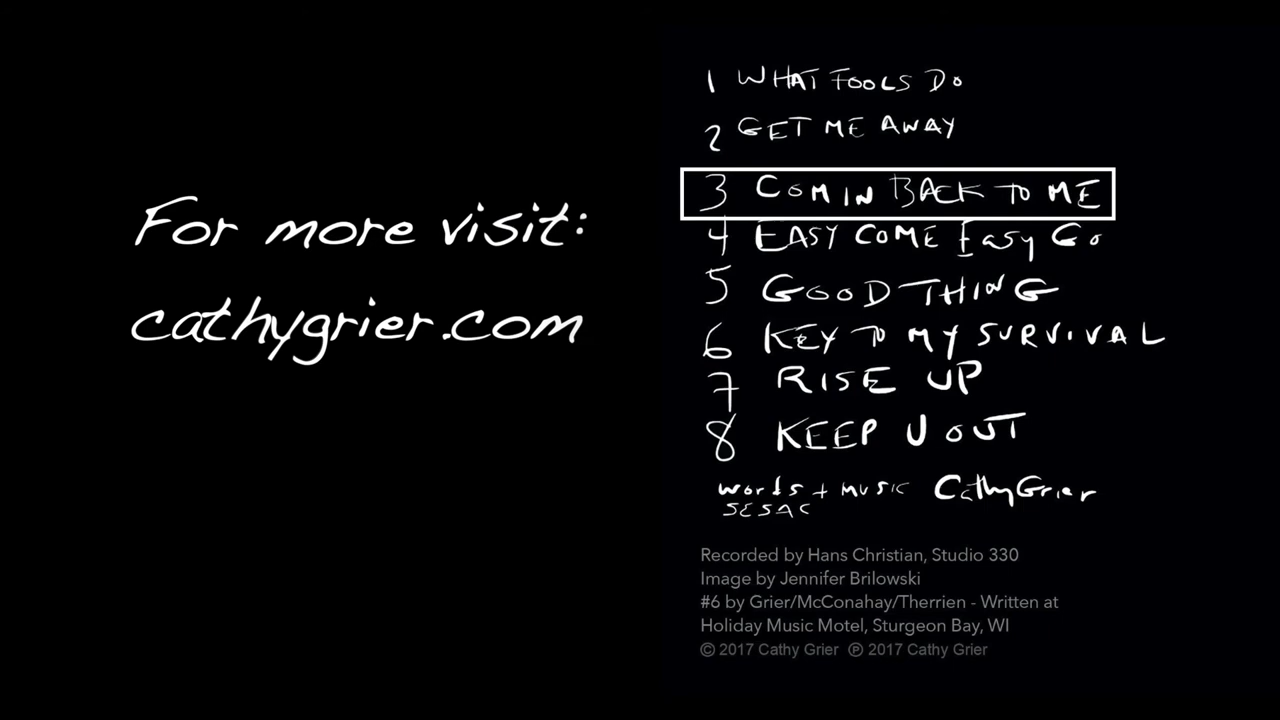 For more visit:
cathygrier.com
1 WHAT FOOLS DO
2 GET ME AWAY
3 COMIN BACK TO ME
4 EASY COME EASY GO
5 GOOD THING
6 KEY TO MY SURVIVAL
7 RISE UP
8 KEEP U OUT
words + music Cathy Grier
SESAC
Recorded by Hans Christian, Studio 330
Image by Jennifer Brilowski
#6 by Grier/McConahay/Therrien - Written at
Holiday Music Motel, Sturgeon Bay, WI
© 2017 Cathy Grier ℗ 2017 Cathy Grier